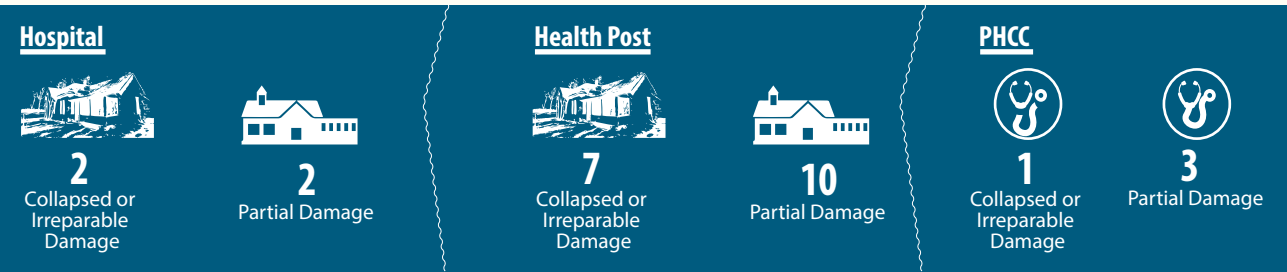 Hospital
2
Collapsed or
Irreparable
Damage
2
Partial Damage
Health Post
7
Collapsed or
Irreparable
Damage
10
Partial Damage
PHCC
1
Collapsed or
Irreparable
Damage
3
Partial Damage